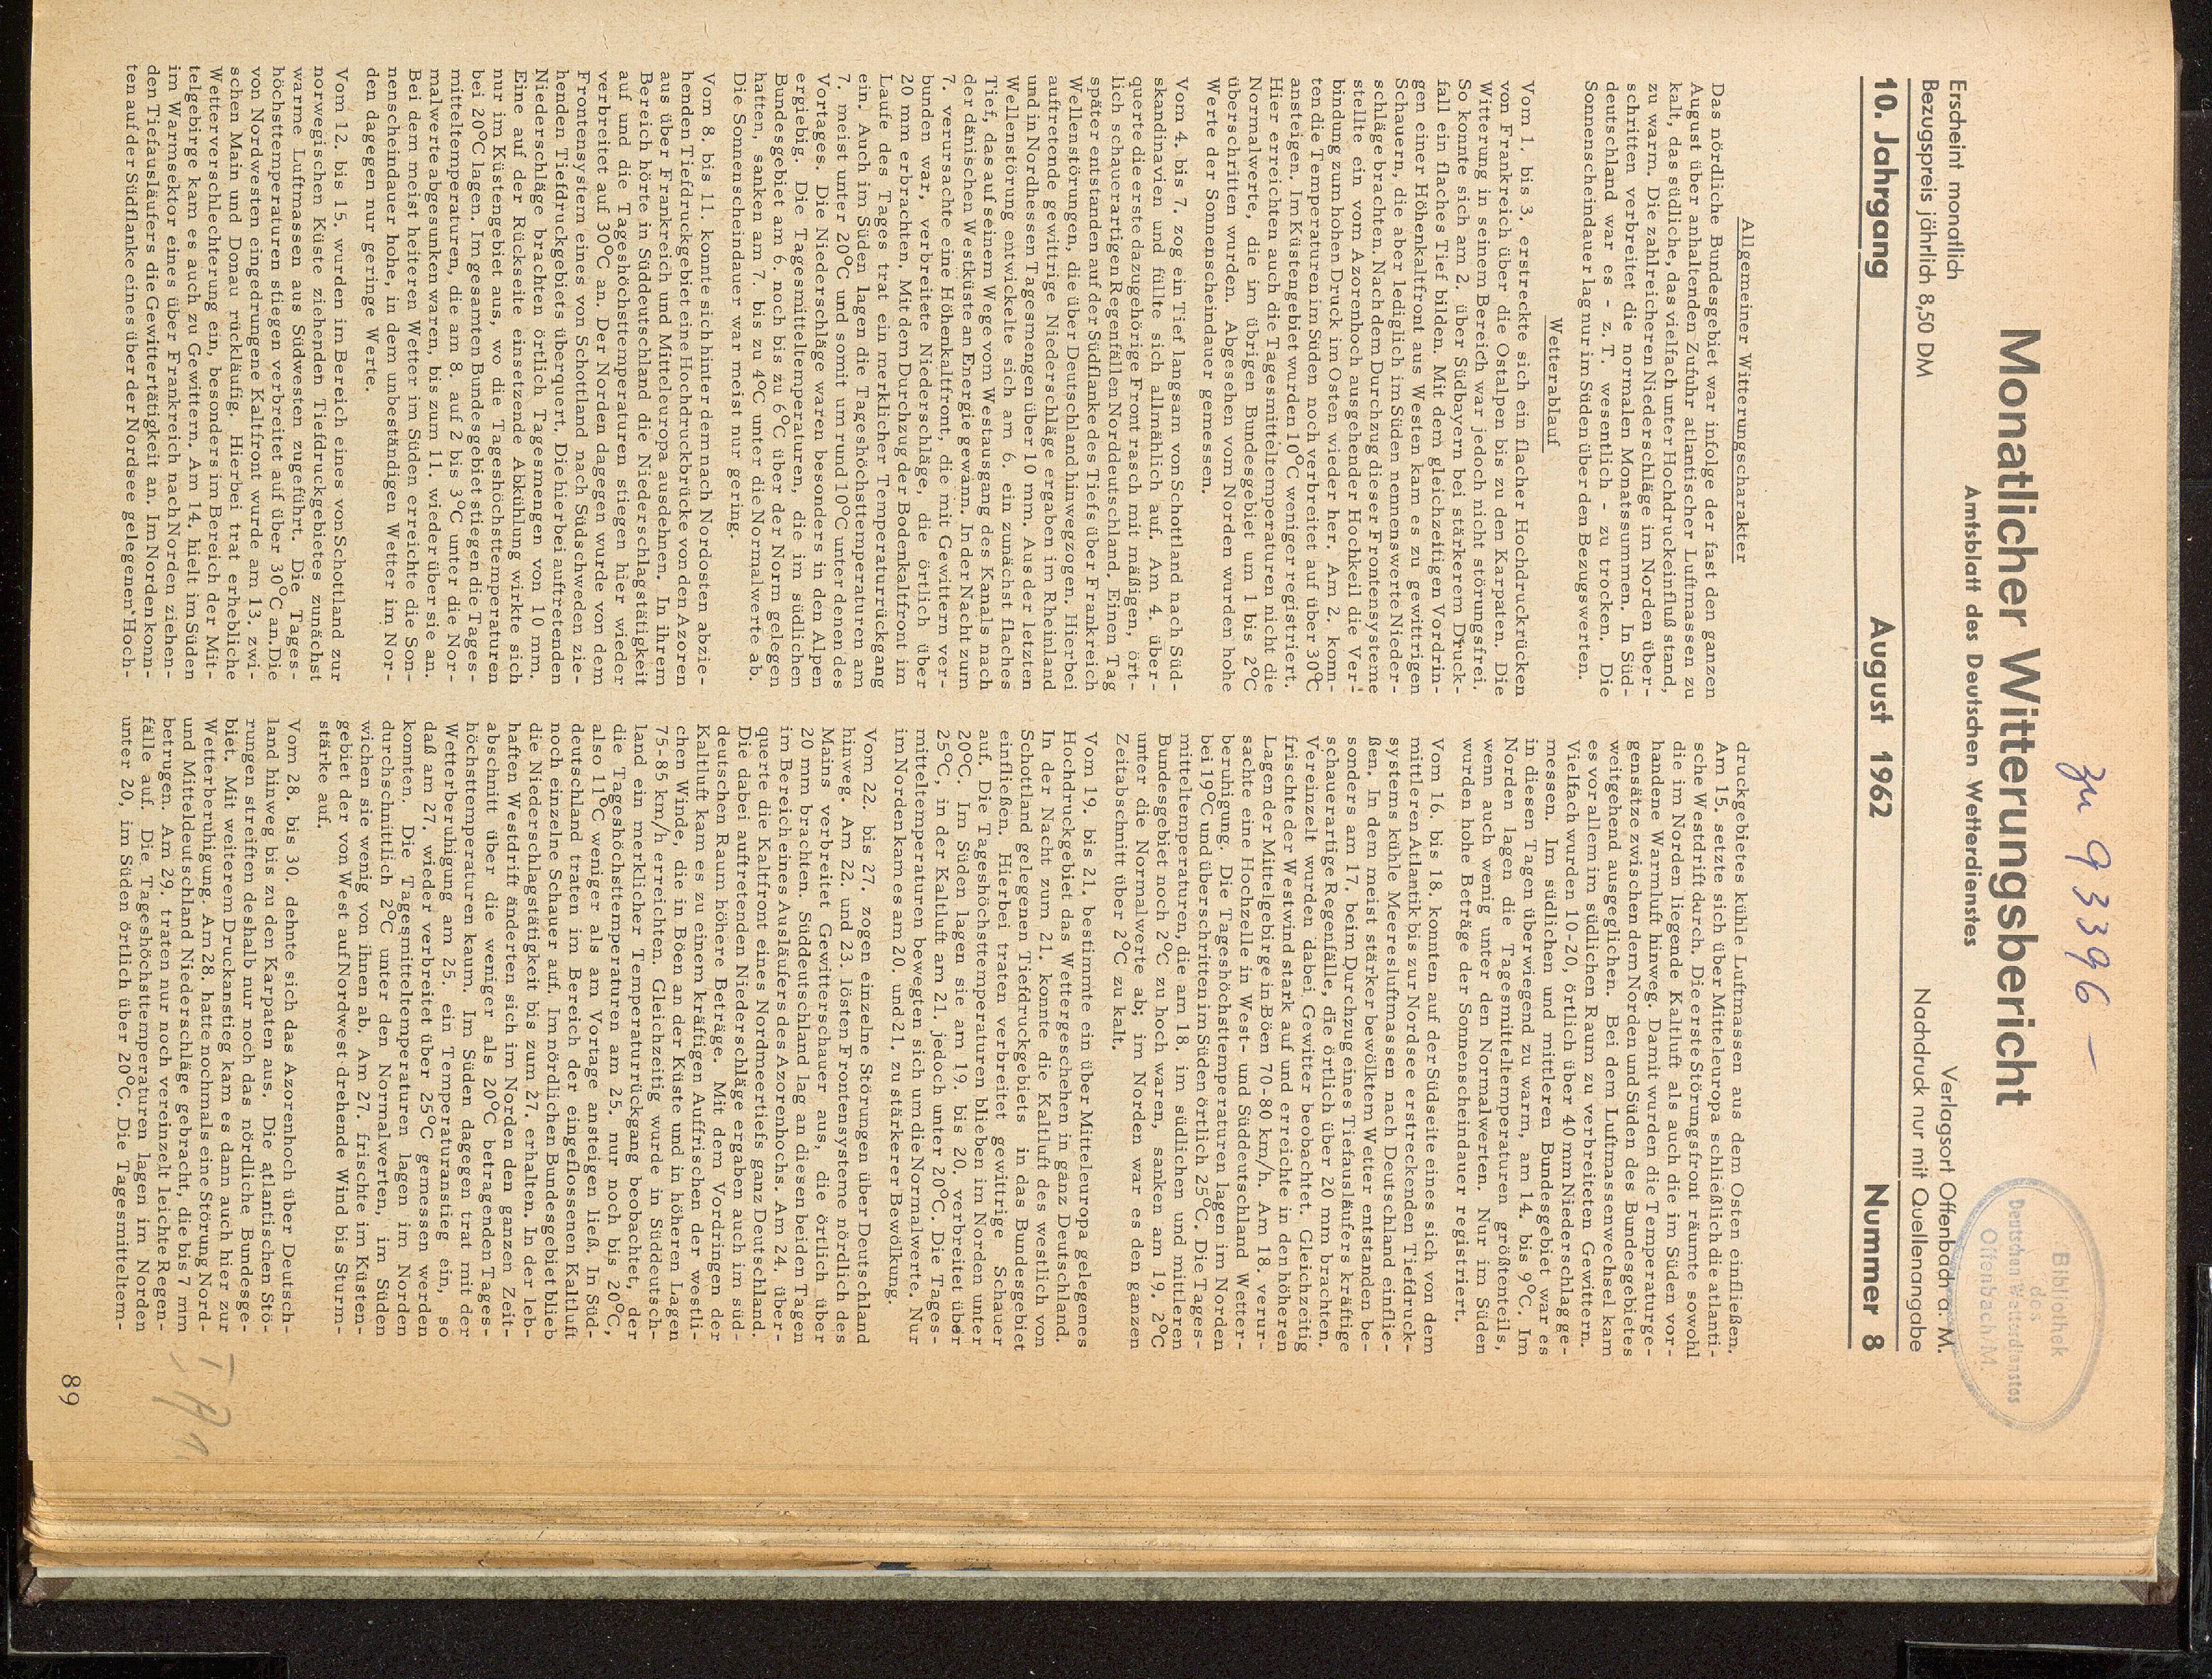 zu 93396 -
Bibliothek
des
Deutschen Wetterdienstes
Offenbach/M.
Monatlicher Witterungsbericht
Amtsblatt des Deutschen Wetterdienstes
Erscheint monatlich
Bezugspreis jährlich 8,50 DM
Verlagsort Offenbach a. M.
Nachdruck nur mit Quellenangabe
10. Jahrgang August 1962 Nummer 8
Allgemeiner Witterungscharakter
Das nördliche Bundesgebiet war infolge der fast den ganzen
August über anhaltenden Zufuhr atlantischer Luftmassen zu
kalt, das südliche, das vielfach unter Hochdruckeinfluß stand,
zu warm. Die zahlreicheren Niederschläge im Norden über-
schritten verbreitet die normalen Monatssummen. In Süd-
deutschland war es - z.T. wesentlich - zu trocken. Die
Sonnenscheindauer lag nur im Süden über den Bezugswerten.
Wetterablauf
Vom 1. bis 3. erstreckte sich ein flacher Hochdruckrücken
von Frankreich über die Ostalpen bis zu den Karpaten. Die
Witterung in seinem Bereich war jedoch nicht störungsfrei.
So konnte sich am 2. über Südbayern bei stärkerem Druck-
fall ein flaches Tief bilden. Mit dem gleichzeitigen Vordrin-
gen einer Höhenkaltfront aus Westen kam es zu gewittrigen
Schauern, die aber lediglich im Süden nennenswerte Nieder-
schläge brachten. Nach dem Durchzug dieser Frontensysteme
stellte ein vom Azorenhoch ausgehender Hochkeil die Ver-
bindung zum hohen Druck im Osten wieder her. Am 2. konn-
ten die Temperaturen im Süden noch verbreitet auf über 30°C
ansteigen. Im Küstengebiet wurden 10°C weniger registriert.
Hier erreichten auch die Tagesmitteltemperaturen nicht die
Normalwerte, die im übrigen Bundesgebiet um 1 bis 2°C
überschritten wurden. Abgesehen vom Norden wurden hohe
Werte der Sonnenscheindauer gemessen.
Vom 4. bis 7. zog ein Tief langsam von Schottland nach Süd-
skandinavien und füllte sich allmählich auf. Am 4. über-
querte die erste dazugehörige Front rasch mit mäßigen, ört-
lich schauerartigen Regenfällen Norddeutschland. Einen Tag
später entstanden auf der Südflanke des Tiefs über Frankreich
Wellenstörungen, die über Deutschland hinwegzogen. Hierbei
auftretende gewittrige Niederschläge ergaben im Rheinland
und in Nordhessen Tagesmengen über 10 mm. Aus der letzten
Wellenstörung entwickelte sich am 6. ein zunächst flaches
Tief, das auf seinem Wege vom Westausgang des Kanals nach
der dänischen Westküste an Energie gewann. In der Nacht zum
7. verursachte eine Höhenkaltfront, die mit Gewittern ver-
bunden war, verbreitete Niederschläge, die örtlich über
20 mm erbrachten. Mit dem Durchzug der Bodenkaltfront im
Laufe des Tages trat ein merklicher Temperaturrückgang
ein. Auch im Süden lagen die Tageshöchsttemperaturen am
7. meist unter 20°C und somit um rund 10°C unter denen des
Vortages. Die Niederschläge waren besonders in den Alpen
ergiebig. Die Tagesmitteltemperaturen, die im südlichen
Bundesgebiet am 6. noch bis zu 6°C über der Norm gelegen
hatten, sanken am 7. bis zu 4°C unter die Normalwerte ab.
Die Sonnenscheindauer war meist nur gering.
Vom 8. bis 11. konnte sich hinter dem nach Nordosten abzie-
henden Tiefdruckgebiet eine Hochdruckbrücke von den Azoren
aus über Frankreich und Mitteleuropa ausdehnen. In ihrem
Bereich hörte in Süddeutschland die Niederschlagstätigkeit
auf und die Tageshöchsttemperaturen stiegen hier wieder
verbreitet auf 30°C an. Der Norden dagegen wurde von dem
Frontensystem eines von Schottland nach Südschweden zie-
henden Tiefdruckgebiets überquert. Die hierbei auftretenden
Niederschläge brachten örtlich Tagesmengen von 10 mm.
Eine auf der Rückseite einsetzende Abkühlung wirkte sich
nur im Küstengebiet aus, wo die Tageshöchsttemperaturen
bei 20°C lagen. Im gesamten Bundesgebiet stiegen die Tages-
mitteltemperaturen, die am 8. auf 2 bis 3°C unter die Nor-
malwerte abgesunken waren, bis zum 11. wieder über sie an.
Bei dem meist heiteren Wetter im Süden erreichte die Son-
nenscheindauer hohe, in dem unbeständigen Wetter im Nor-
den dagegen nur geringe Werte.
Vom 12. bis 15. wurden im Bereich eines von Schottland zur
norwegischen Küste ziehenden Tiefdruckgebietes zunächst
warme Luftmassen aus Südwesten zugeführt. Die Tages-
höchsttemperaturen stiegen verbreitet auf über 30°C an. Die
von Nordwesten eingedrungene Kaltfront wurde am 13. zwi-
schen Main und Donau rückläufig. Hierbei trat erhebliche
Wetterverschlechterung ein, besonders im Bereich der Mit-
telgebirge kam es auch zu Gewittern. Am 14. hielt im Süden
im Warmsektor eines über Frankreich nach Norden ziehen-
den Tiefausläufers die Gewittertätigkeit an. Im Norden konn-
ten auf der Südflanke eines über der Nordsee gelegenen Hoch-
druckgebietes kühle Luftmassen aus dem Osten einfließen.
Am 15. setzte sich über Mitteleuropa schließlich die atlanti-
sche Westdrift durch. Die erste Störungsfront räumte sowohl
die im Norden liegende Kaltluft als auch die im Süden vor-
handene Warmluft hinweg. Damit wurden die Temperaturge-
gensätze zwischen dem Norden und Süden des Bundesgebietes
weitgehend ausgeglichen. Bei dem Luftmassenwechsel kam
es vor allem im südlichen Raum zu verbreiteten Gewittern.
Vielfach wurden 10-20, örtlich über 40 mm Niederschlag ge-
messen. Im südlichen und mittleren Bundesgebiet war es
in diesen Tagen überwiegend zu warm, am 14. bis 9°C. Im
Norden lagen die Tagesmitteltemperaturen größtenteils,
wenn auch wenig unter den Normalwerten. Nur im Süden
wurden hohe Beträge der Sonnenscheindauer registriert.
Vom 16. bis 18. konnten auf der Südseite eines sich von dem
mittleren Atlantik bis zur Nordsee erstreckenden Tiefdruck-
systems kühle Meeresluftmassen nach Deutschland einflie-
ßen. In dem meist stärker bewölktem Wetter entstanden be-
sonders am 17. beim Durchzug eines Tiefausläufers kräftige
schauerartige Regenfälle, die örtlich über 20 mm brachten.
Vereinzelt wurden dabei Gewitter beobachtet. Gleichzeitig
frischte der Westwind stark auf und erreichte in den höheren
Lagen der Mittelgebirge in Böen 70-80 km/h. Am 18. verur-
sachte eine Hochzelle in West- und Süddeutschland Wetter-
beruhigung. Die Tageshöchsttemperaturen lagen im Norden
bei 19°C und überschritten im Süden örtlich 25°C. Die Tages-
mitteltemperaturen, die am 18. im südlichen und mittleren
Bundesgebiet noch 2°C zu hoch waren, sanken am 19. 2°C
unter die Normalwerte ab; im Norden war es den ganzen
Zeitabschnitt über 2°C zu kalt.
Vom 19. bis 21. bestimmte ein über Mitteleuropa gelegenes
Hochdruckgebiet das Wettergeschehen in ganz Deutschland.
In der Nacht zum 21. konnte die Kaltluft des westlich von
Schottland gelegenen Tiefdruckgebiets in das Bundesgebiet
einfließen. Hierbei traten verbreitet gewittrige Schauer
auf. Die Tageshöchsttemperaturen blieben im Norden unter
20°C. Im Süden lagen sie am 19. bis 20. verbreitet über
25°C, in der Kaltluft am 21. jedoch unter 20°C. Die Tages-
mitteltemperaturen bewegten sich um die Normalwerte. Nur
im Norden kam es am 20. und 21. zu stärkerer Bewölkung.
Vom 22. bis 27. zogen einzelne Störungen über Deutschland
hinweg. Am 22. und 23. lösten Frontensysteme nördlich des
Mains verbreitet Gewitterschauer aus, die örtlich über
20 mm brachten. Süddeutschland lag an diesen beiden Tagen
im Bereich eines Ausläufers des Azorenhochs. Am 24. über-
querte die Kaltfront eines Nordmeertiefs ganz Deutschland.
Die dabei auftretenden Niederschläge ergaben auch im süd-
deutschen Raum höhere Beträge. Mit dem Vordringen der
Kaltluft kam es zu einem kräftigen Auffrischen der westli-
chen Winde, die in Böen an der Küste und in höheren Lagen
75-85 km/h erreichten. Gleichzeitig wurde in Süddeutsch-
land ein merklicher Temperaturrückgang beobachtet, der
die Tageshöchsttemperaturen am 25. nur noch bis 20°C,
also 11°C weniger als am Vortage ansteigen ließ. In Süd-
deutschland traten im Bereich der eingeflossenen Kaltluft
noch einzelne Schauer auf. Im nördlichen Bundesgebiet blieb
die Niederschlagstätigkeit bis zum 27. erhalten. In der leb-
haften Westdrift änderten sich im Norden den ganzen Zeit-
abschnitt über die weniger als 20°C betragenden Tages-
höchsttemperaturen kaum. Im Süden dagegen trat mit der
Wetterberuhigung am 25. ein Temperaturanstieg ein, so
daß am 27. wieder verbreitet über 25°C gemessen werden
konnten. Die Tagesmitteltemperaturen lagen im Norden
durchschnittlich 2°C unter den Normalwerten, im Süden
wichen sie wenig von ihnen ab. Am 27. frischte im Küsten-
gebiet der von West auf Nordwest drehende Wind bis Sturm-
stärke auf.
Vom 28. bis 30. dehnte sich das Azorenhoch über Deutsch-
land hinweg bis zu den Karpaten aus. Die atlantischen Stö-
rungen streiften deshalb nur noch das nördliche Bundesge-
biet. Mit weiterem Druckanstieg kam es dann auch hier zur
Wetterberuhigung. Am 28. hatte nochmals eine Störung Nord-
und Mitteldeutschland Niederschläge gebracht, die bis 7 mm
betrugen. Am 29. traten nur noch vereinzelt leichte Regen-
fälle auf. Die Tageshöchsttemperaturen lagen im Norden
unter 20, im Süden örtlich über 20°C. Die Tagesmitteltem-
89